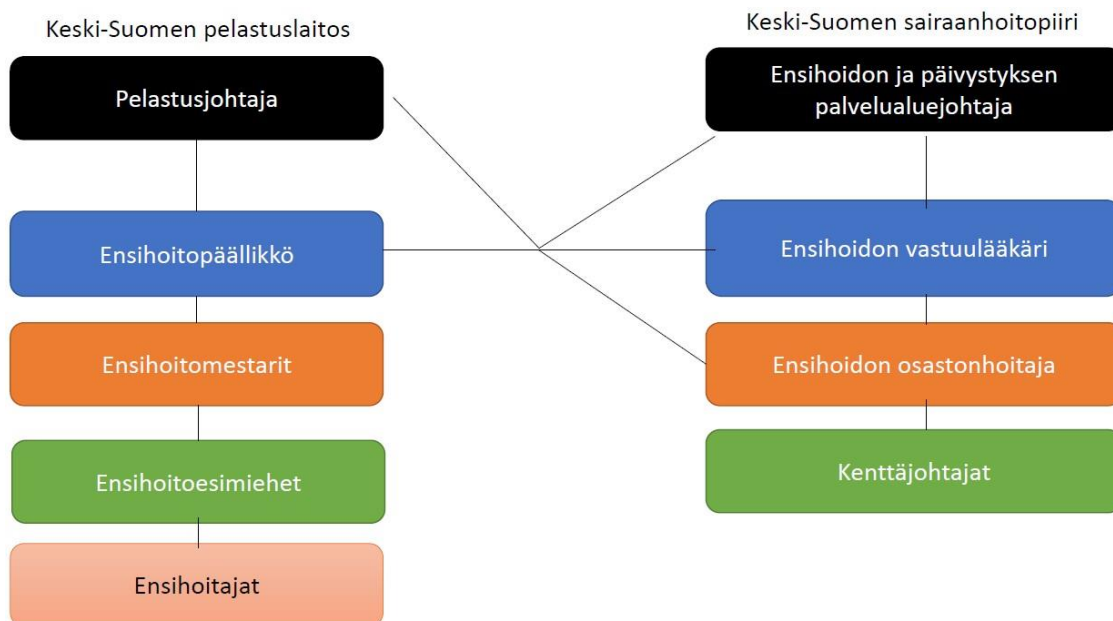 Keski-Suomen pelastuslaitos
Pelastusjohtaja
Ensihoitopäällikkö
Ensihoitomestarit
Ensihoitoesimiehet
Ensihoitajat
Keski-Suomen sairaanhoitopiiri
Ensihoidon ja päivystyksen
palvelualuejohtaja
Ensihoidon vastuulääkäri
Ensihoidon osastonhoitaja
Kenttäjohtajat